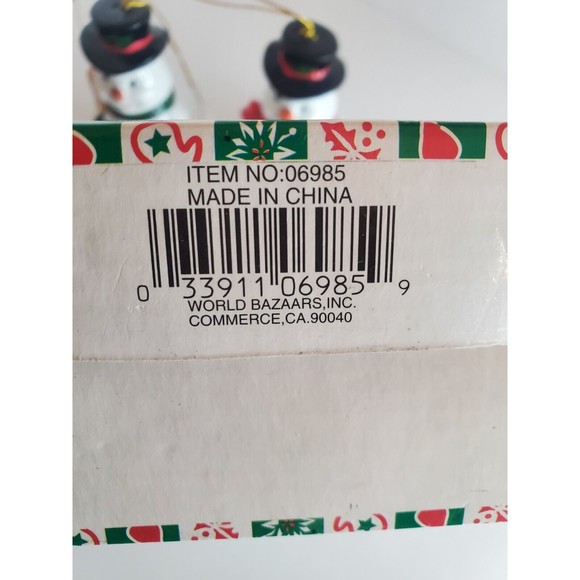 ITEM NO:06985
MADE IN CHINA
0 33911 06985 9
WORLD BAZAARS,INC.
COMMERCE,CA.90040